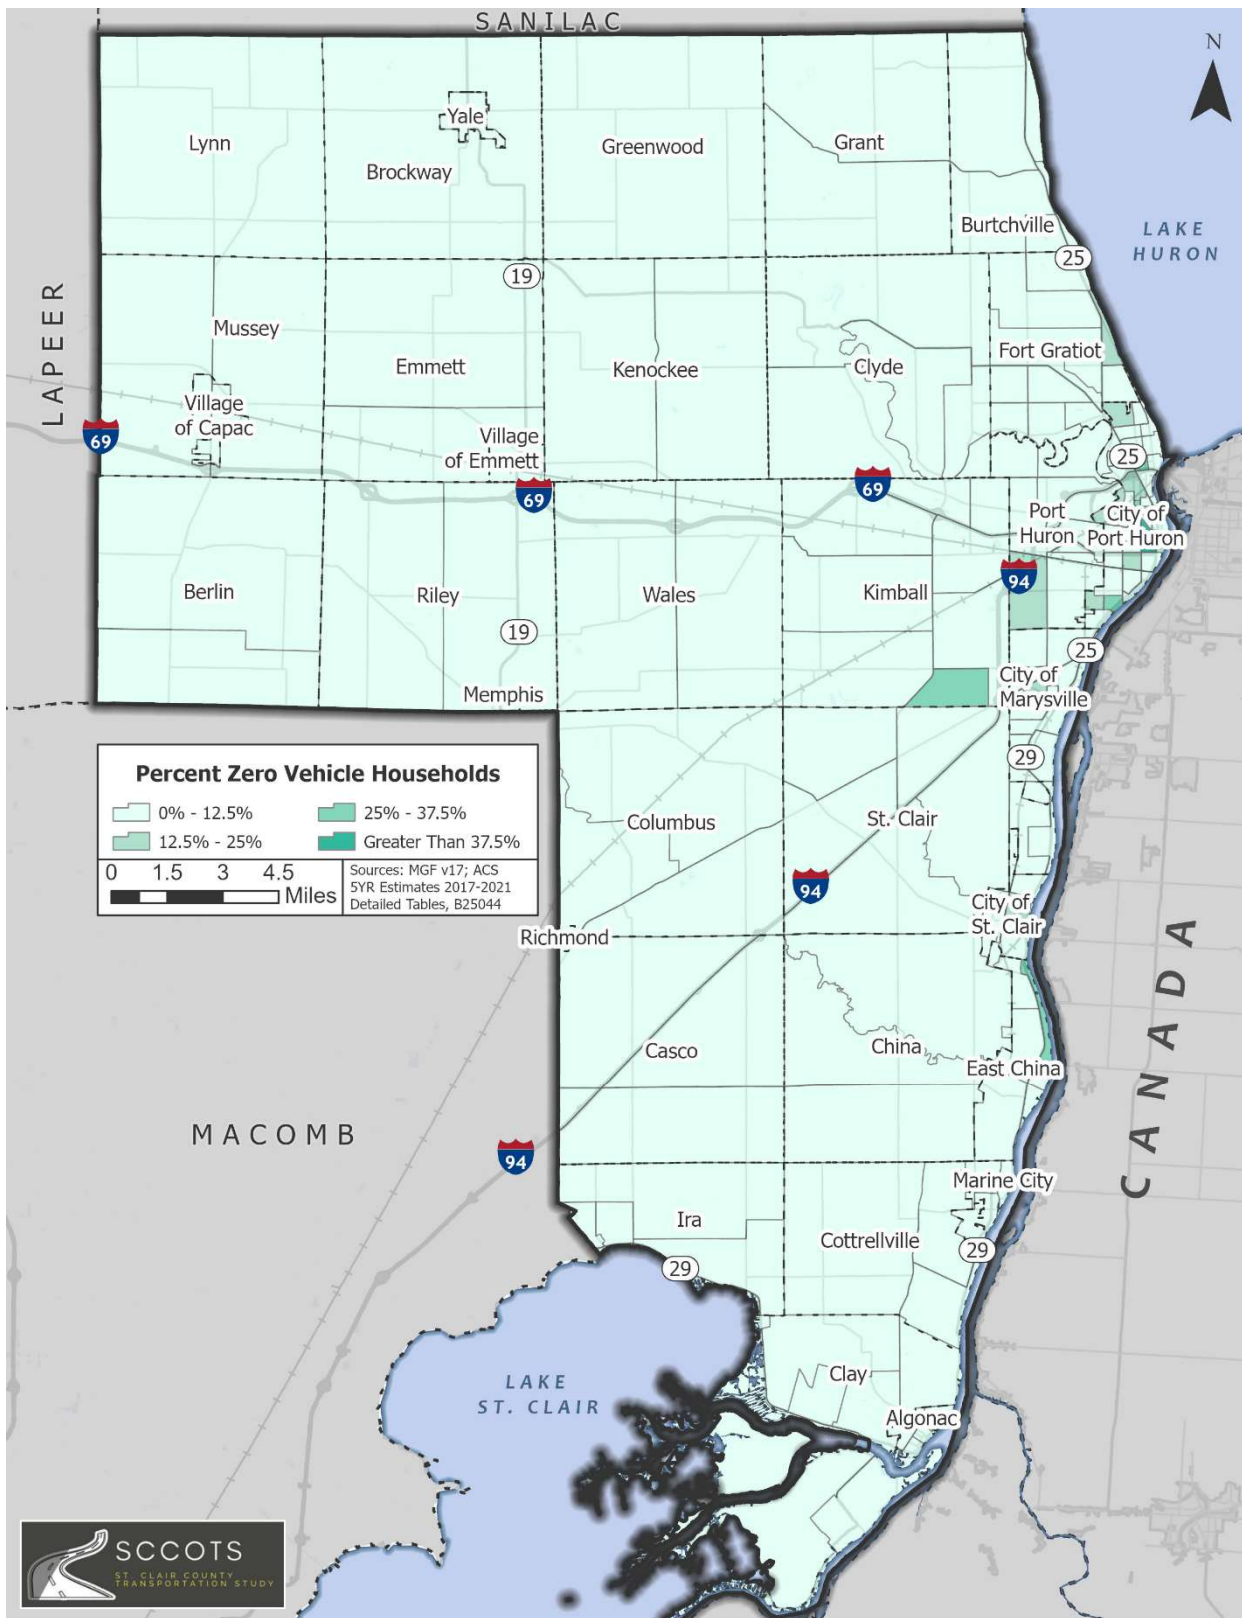 SANILAC
N
Yale
Lynn
Greenwood
Grant
Brockway
Burtchville
LAKE
HURON
25
19
LAPEER
Mussey
Emmett
Kenockee
Clyde
Fort Gratiot
Village
of Capac
69
Village
of Emmett
25
69
69
Port
Huron
City of
Port Huron
Berlin
Riley
Wales
Kimball
94
19
25
Memphis
City of
Marysville
29
Percent Zero Vehicle Households
0% - 12.5%
25% - 37.5%
12.5% - 25%
Greater Than 37.5%
0 1.5 3 4.5
Miles
Sources: MGF v17; ACS
5YR Estimates 2017-2021
Detailed Tables, B25044
Columbus
St. Clair
94
City of
St. Clair
Richmond
CANADA
Casco
China
East China
MACOMB
94
Marine City
Ira
Cottrellville
29
29
LAKE
ST. CLAIR
Clay
Algonac
SCCOTS
ST. CLAIR COUNTY
TRANSPORTATION STUDY